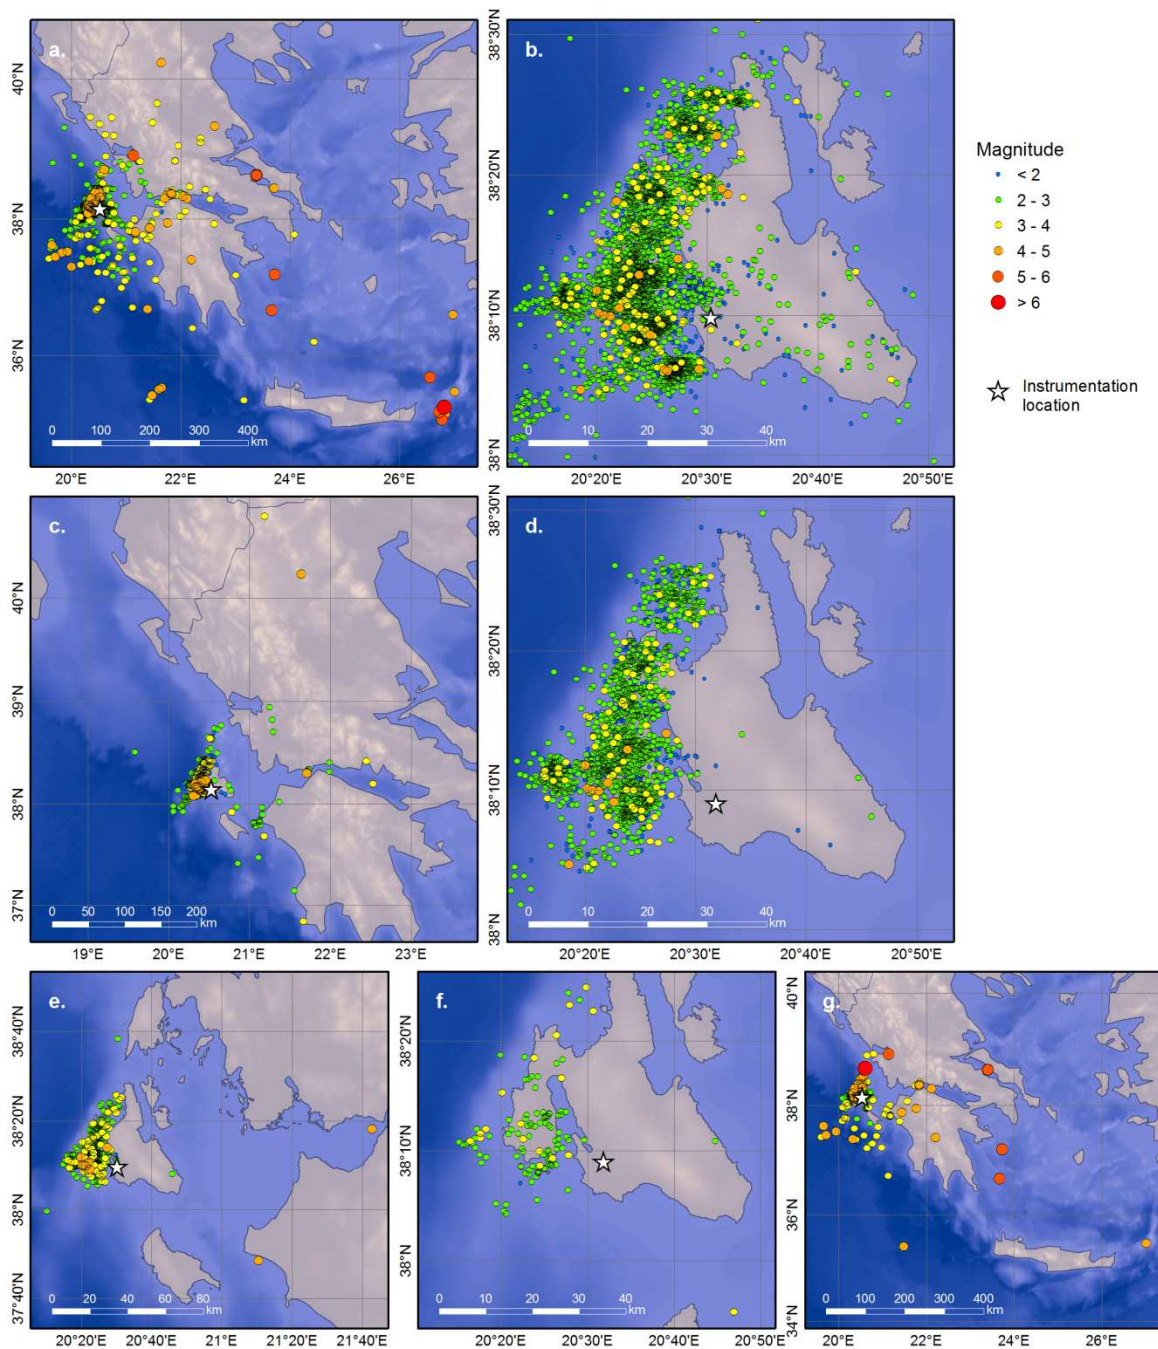 a.
40°N
38°N
36°N
0 100 200 300 400
km
20°E 22°E 24°E 26°E
b.
38°30'N
38°20'N
38°10'N
38°N
0 10 20 30 40
km
20°20'E 20°30'E 20°40'E 20°50'E
Magnitude
< 2
2 - 3
3 - 4
4 - 5
5 - 6
> 6
Instrumentation
location
c.
40°N
39°N
38°N
37°N
0 50 100 150 200
km
19°E 20°E 21°E 22°E 23°E
d.
38°30'N
38°20'N
38°10'N
38°N
0 10 20 30 40
km
20°20'E 20°30'E 20°40'E 20°50'E
e.
38°40'N
38°20'N
38°N
37°40'N
0 20 40 60 80
km
20°20'E 20°40'E 21°E 21°20'E 21°40'E
f.
38°20'N
38°10'N
38°N
0 10 20 30 40
km
20°20'E 20°30'E 20°40'E 20°50'E
g.
40°N
38°N
36°N
34°N
0 100 200 300 400
km
20°E 22°E 24°E 26°E